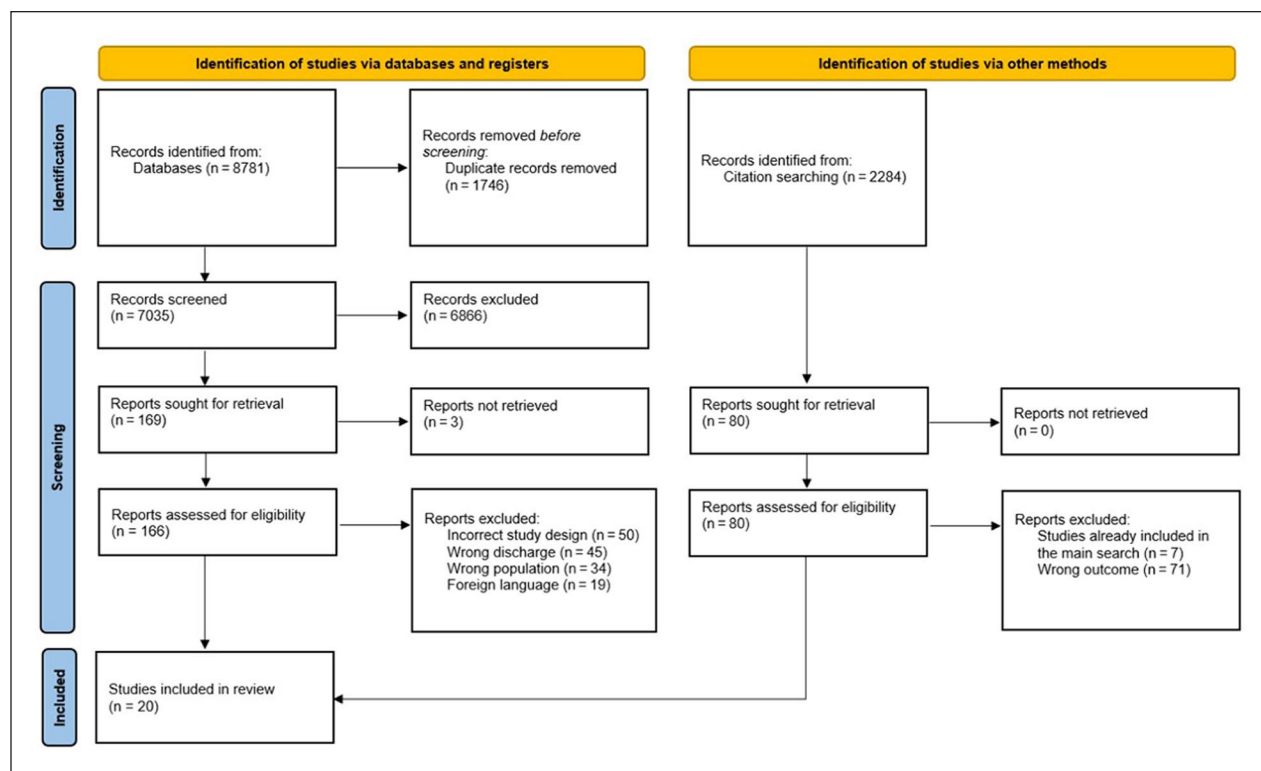 Identification of studies via databases and registers
Identification of studies via other methods
Identification
Records identified from:
Databases (n = 8781)
Records removed before
screening:
Duplicate records removed
(n = 1746)
Records identified from:
Citation searching (n = 2284)
Screening
Records screened
(n = 7035)
Records excluded
(n = 6866)
Reports sought for retrieval
(n = 169)
Reports not retrieved
(n = 3)
Reports sought for retrieval
(n = 80)
Reports not retrieved
(n = 0)
Reports assessed for eligibility
(n = 166)
Reports excluded:
Incorrect study design (n = 50)
Wrong discharge (n = 45)
Wrong population (n = 34)
Foreign language (n = 19)
Reports assessed for eligibility
(n = 80)
Reports excluded:
Studies already included in
the main search (n = 7)
Wrong outcome (n = 71)
Included
Studies included in review
(n = 20)